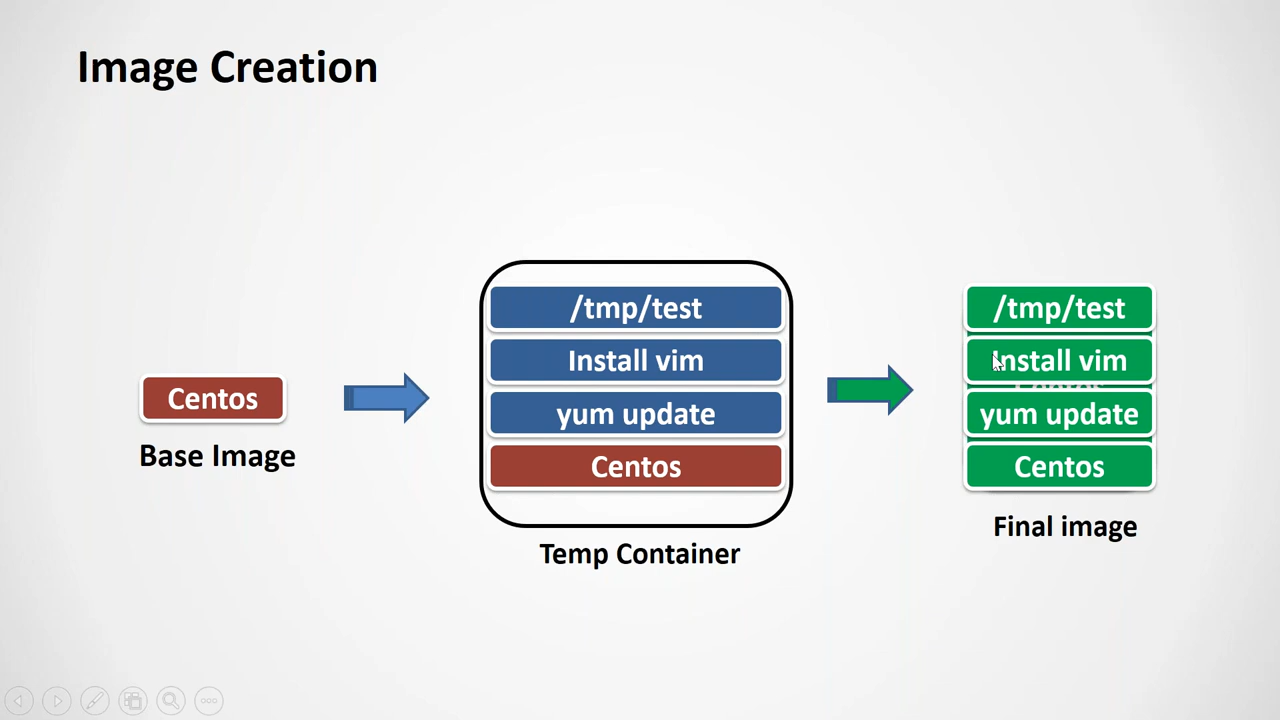 Image Creation
Centos
Base Image
/tmp/test
Install vim
yum update
Centos
Temp Container
/tmp/test
Install vim
yum update
Centos
Final image